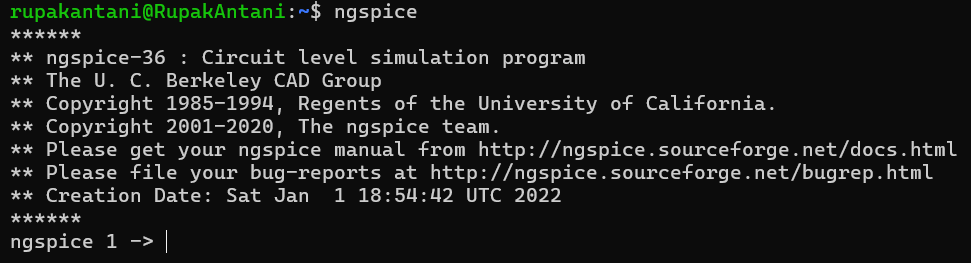 rupakantani@RupakAntani:~$ ngspice
******
** ngspice-36 : Circuit level simulation program
** The U. C. Berkeley CAD Group
** Copyright 1985-1994, Regents of the University of California.
** Copyright 2001-2020, The ngspice team.
** Please get your ngspice manual from http://ngspice.sourceforge.net/docs.html
** Please file your bug-reports at http://ngspice.sourceforge.net/bugrep.html
** Creation Date: Sat Jan  1 18:54:42 UTC 2022
******
ngspice 1 ->